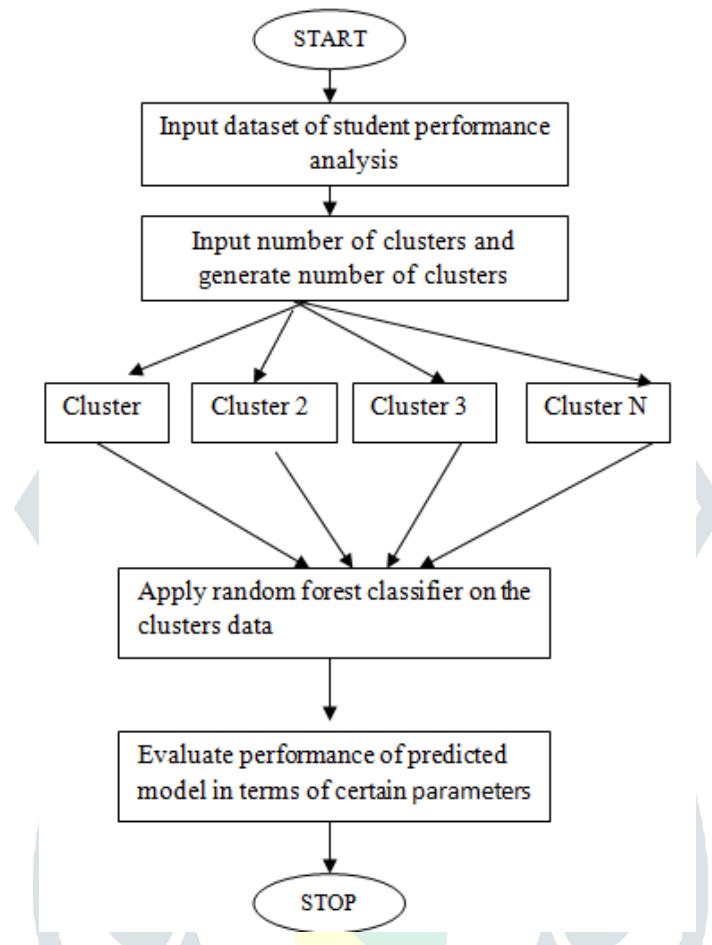 START
Input dataset of student performance
analysis
Input number of clusters and
generate number of clusters
Cluster
Cluster 2
Cluster 3
Cluster N
Apply random forest classifier on the
clusters data
Evaluate performance of predicted
model in terms of certain parameters
STOP